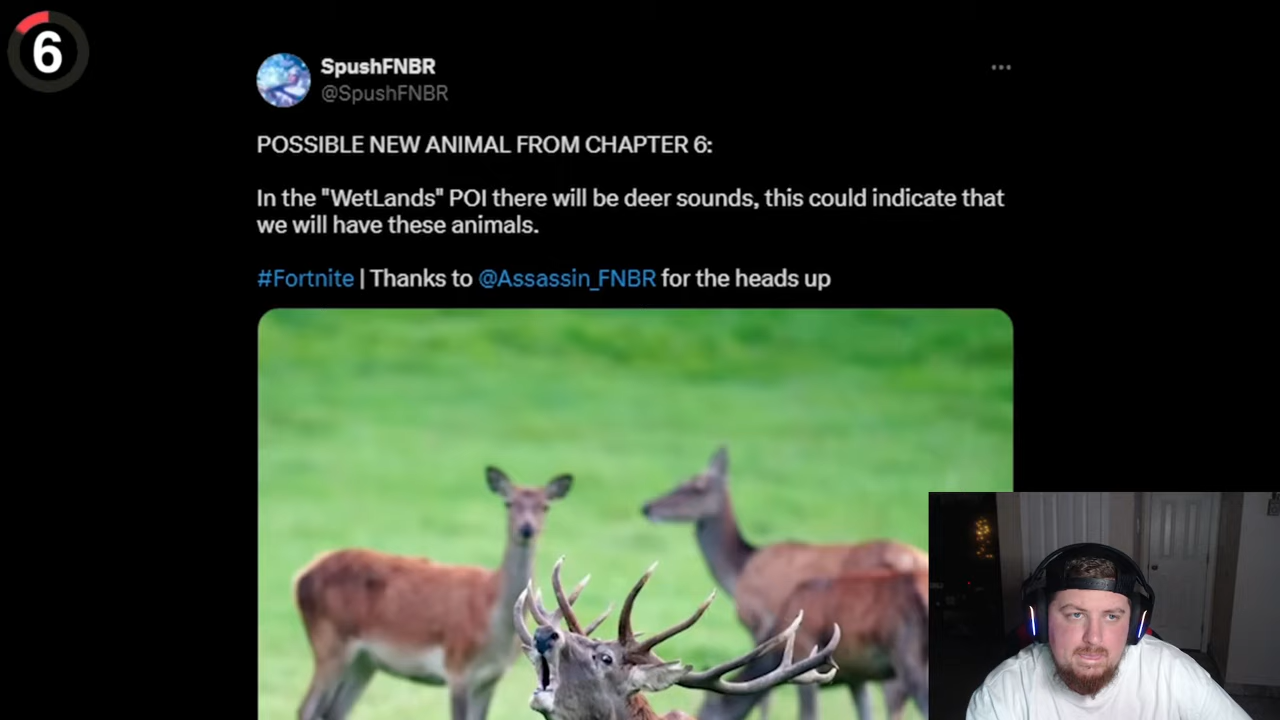 6
SpushFNBR
@SpushFNBR
POSSIBLE NEW ANIMAL FROM CHAPTER 6:
In the "WetLands" POI there will be deer sounds, this could indicate that
we will have these animals.
#Fortnite | Thanks to @Assassin_FNBR for the heads up